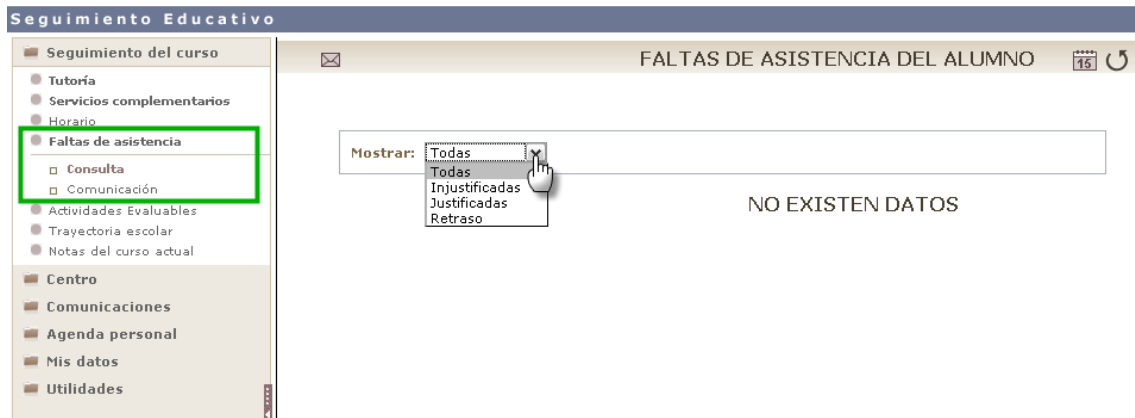 Seguimiento Educativo
Seguimiento del curso
Tutoría
Servicios complementarios
Horario
Faltas de asistencia
Consulta
Comunicación
Actividades Evaluables
Trayectoria escolar
Notas del curso actual
Centro
Comunicaciones
Agenda personal
Mis datos
Utilidades
FALTAS DE ASISTENCIA DEL ALUMNO
15
Mostrar: Todas
Todas
Injustificadas
Justificadas
Retraso
NO EXISTEN DATOS